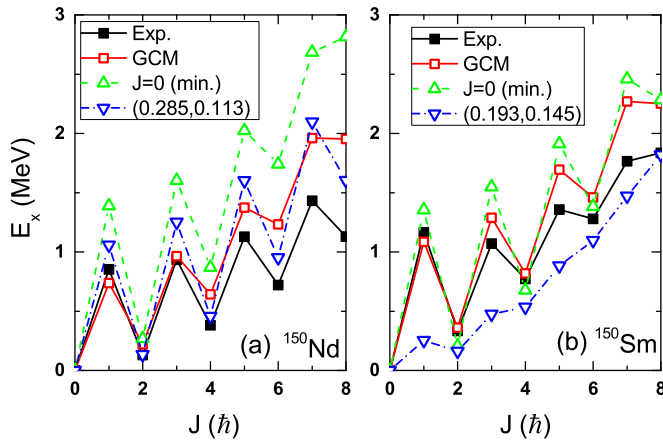 3
2
1
0
E_x (MeV)
Exp.
GCM
J=0 (min.)
(0.285,0.113)
(a) ¹⁵⁰Nd
0 2 4 6 8
J (ℏ)
Exp.
GCM
J=0 (min.)
(0.193,0.145)
(b) ¹⁵⁰Sm
0 2 4 6 8
J (ℏ)